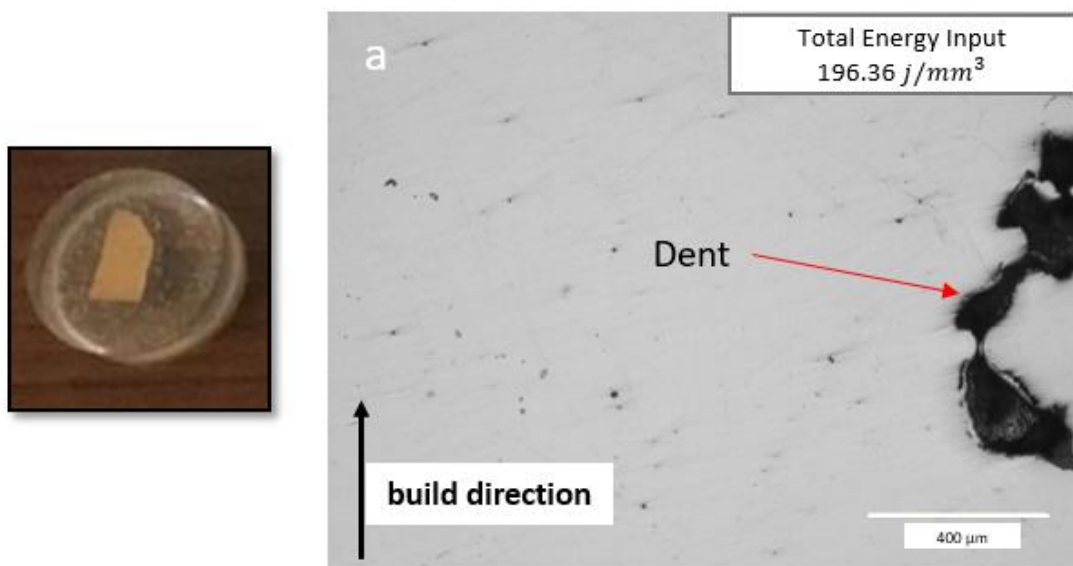 a
Total Energy Input
196.36 j/mm³
Dent
build direction
400 µm